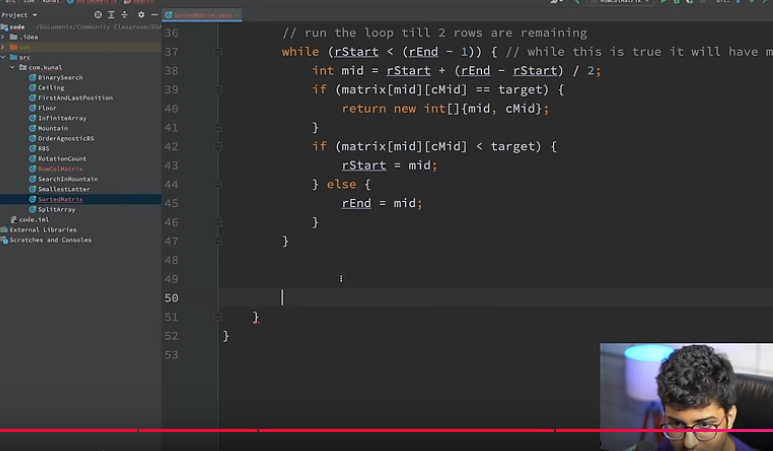 SortedMatrix
Search
RowColMatrix
Project
SortedMatrix.java
code ~/Documents/Community Classroom/DSA
.idea
out
src
com.kunal
BinarySearch
Ceiling
FirstAndLastPosition
Floor
InfiniteArray
Mountain
OrderAgnosticBS
RBS
RotationCount
RowColMatrix
SearchInMountain
SmallestLetter
SortedMatrix
SplitArray
code.iml
External Libraries
Scratches and Consoles
36 // run the loop till 2 rows are remaining
37 while (rStart < (rEnd - 1)) { // while this is true it will have m
38 int mid = rStart + (rEnd - rStart) / 2;
39 if (matrix[mid][cMid] == target) {
40 return new int[]{mid, cMid};
41 }
42 if (matrix[mid][cMid] < target) {
43 rStart = mid;
44 } else {
45 rEnd = mid;
46 }
47 }
48
49
50
51 }
52 }
53